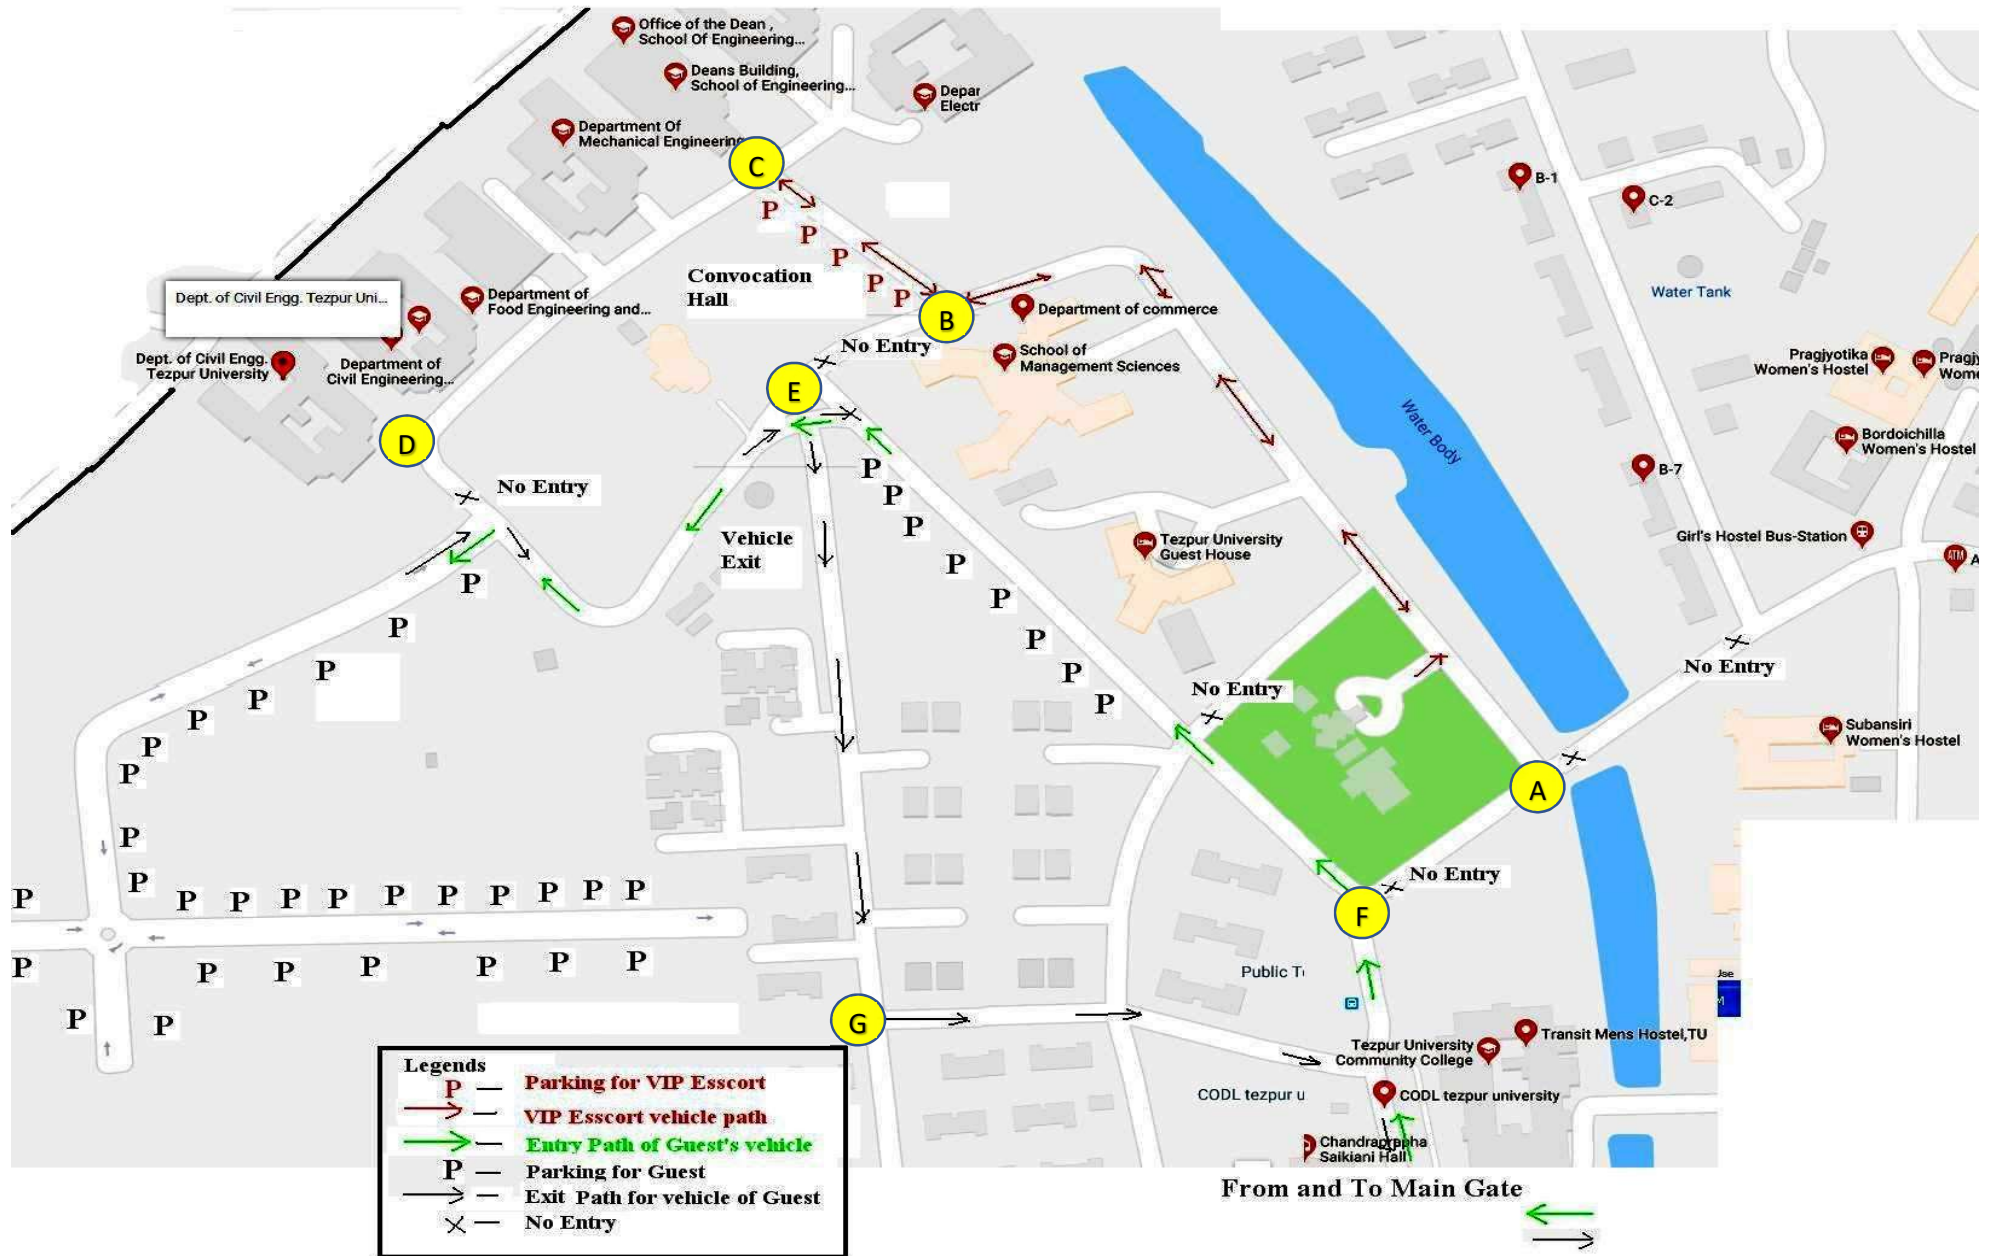 Office of the Dean ,
School Of Engineering...
Deans Building,
School of Engineering...
Depar
Electr
Department Of
Mechanical Engineering
C
B-1
C-2
P
P
P
P
P
Convocation
Hall
Dept. of Civil Engg. Tezpur Uni...
Department of
Food Engineering and...
B
Department of commerce
Water Tank
No Entry
School of
Management Sciences
Dept. of Civil Engg.
Tezpur University
Department of
Civil Engineering...
Pragjyotika
Women's Hostel
Pragjy
Wome
E
D
Water Body
Bordoichilla
Women's Hostel
P
B-7
No Entry
P
P
Vehicle
Exit
Tezpur University
Guest House
Girl's Hostel Bus-Station
ATM
A
P
P
P
P
P
P
No Entry
P
P
P
No Entry
P
P
P
Subansiri
Women's Hostel
P
A
P
P
No Entry
P
P
P
P
P
P
P
P
P
P
P
P
F
P
P
P
P
P
P
P
Public T
Jse
M
P
P
G
Transit Mens Hostel,TU
Tezpur University
Community College
CODL tezpur u
CODL tezpur university
Chandraprapha
Saikiani Hall
Legends
P — Parking for VIP Esscort
— VIP Esscort vehicle path
— Entry Path of Guest's vehicle
P — Parking for Guest
— Exit Path for vehicle of Guest
— No Entry
From and To Main Gate